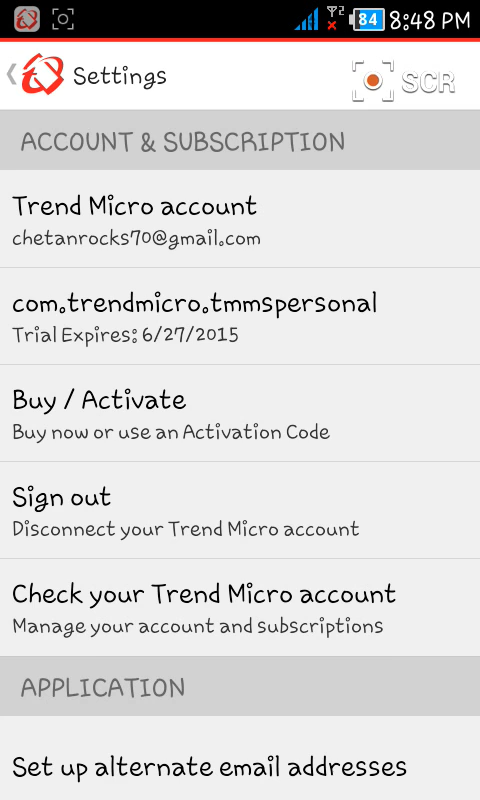 2
84 8:48 PM
Settings
SCR
ACCOUNT & SUBSCRIPTION
Trend Micro account
chetanrocks70@gmail.com
com.trendmicro.tmmspersonal
Trial Expires: 6/27/2015
Buy / Activate
Buy now or use an Activation Code
Sign out
Disconnect your Trend Micro account
Check your Trend Micro account
Manage your account and subscriptions
APPLICATION
Set up alternate email addresses